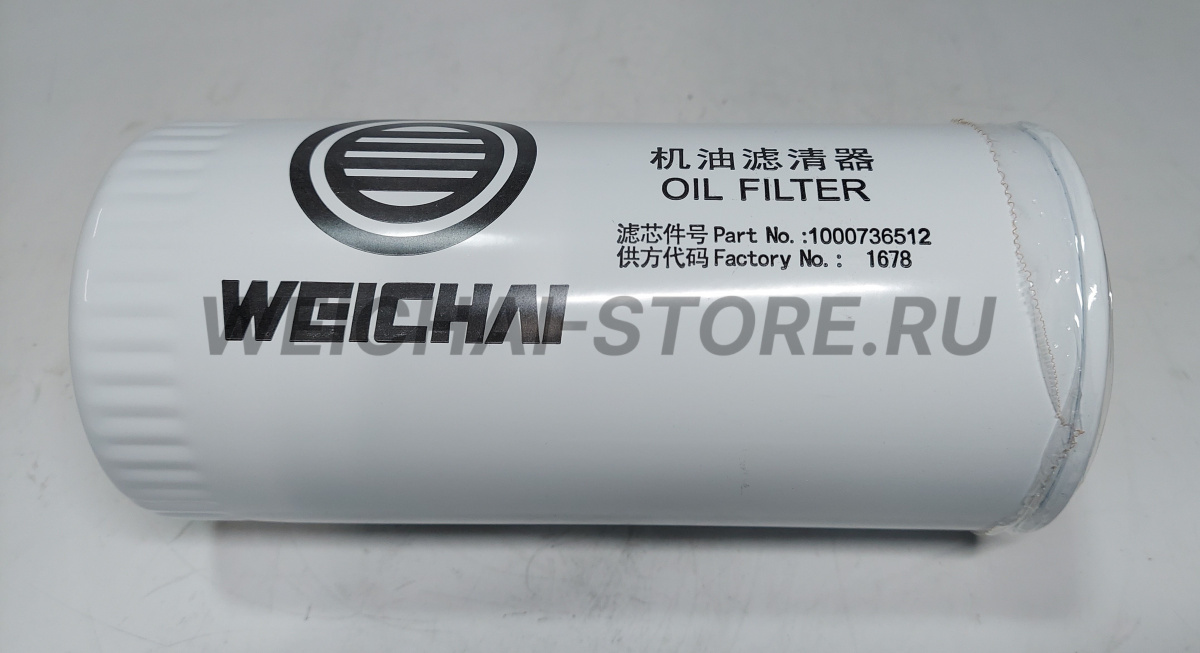 机油滤清器
OIL FILTER
滤芯件号 Part No.:1000736512
供方代码 Factory No.: 1678
WEICHAI
WEICHAI-STORE.RU